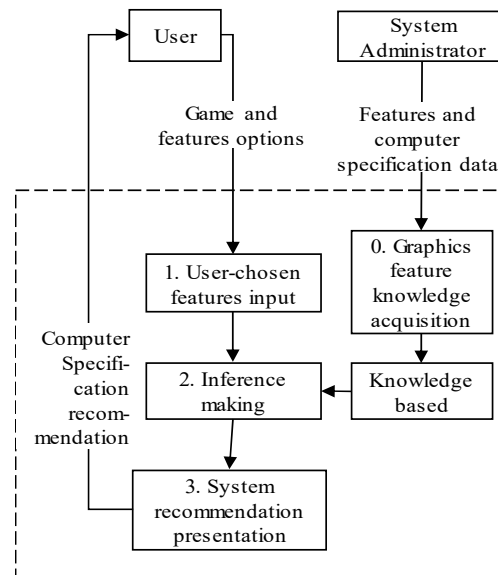 User
System
Administrator
Game and
features options
Features and
computer
specification data
0. Graphics
feature
knowledge
acquisition
1. User-chosen
features input
Computer
Specifi-
cation
recom-
mendation
2. Inference
making
Knowledge
based
3. System
recommendation
presentation